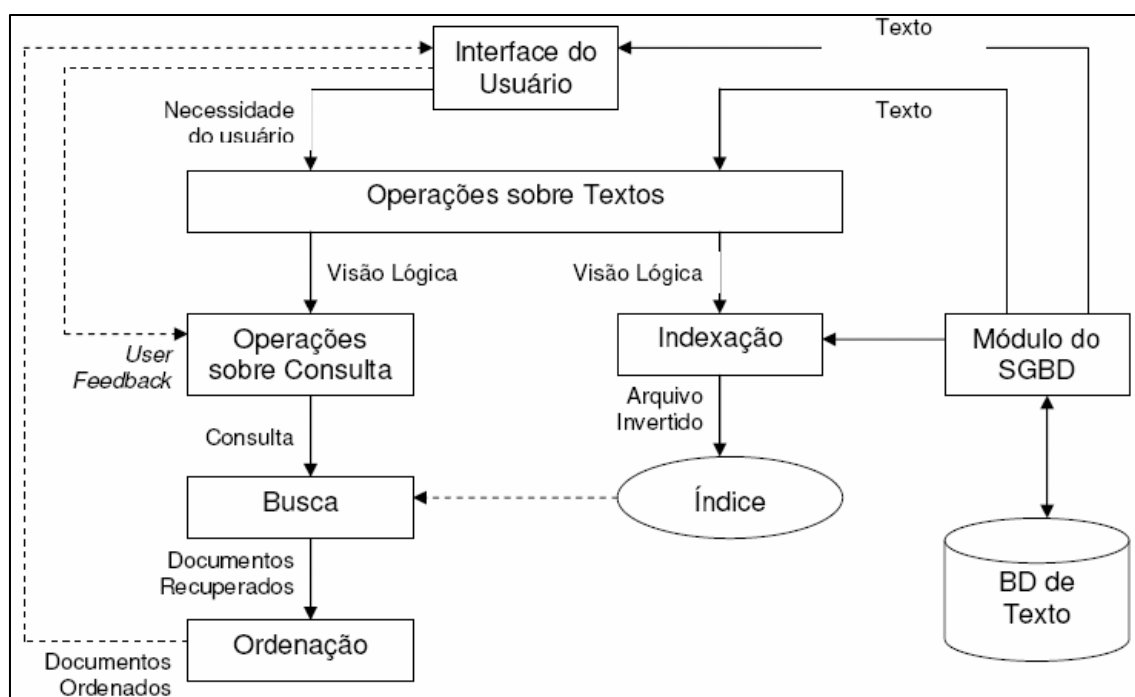 Texto
Interface do
Usuário
Necessidade
do usuário
Texto
Operações sobre Textos
Visão Lógica
Visão Lógica
Operações
sobre Consulta
Indexação
Módulo do
SGBD
User
Feedback
Arquivo
Invertido
Consulta
Busca
Índice
Documentos
Recuperados
BD de
Texto
Ordenação
Documentos
Ordenados